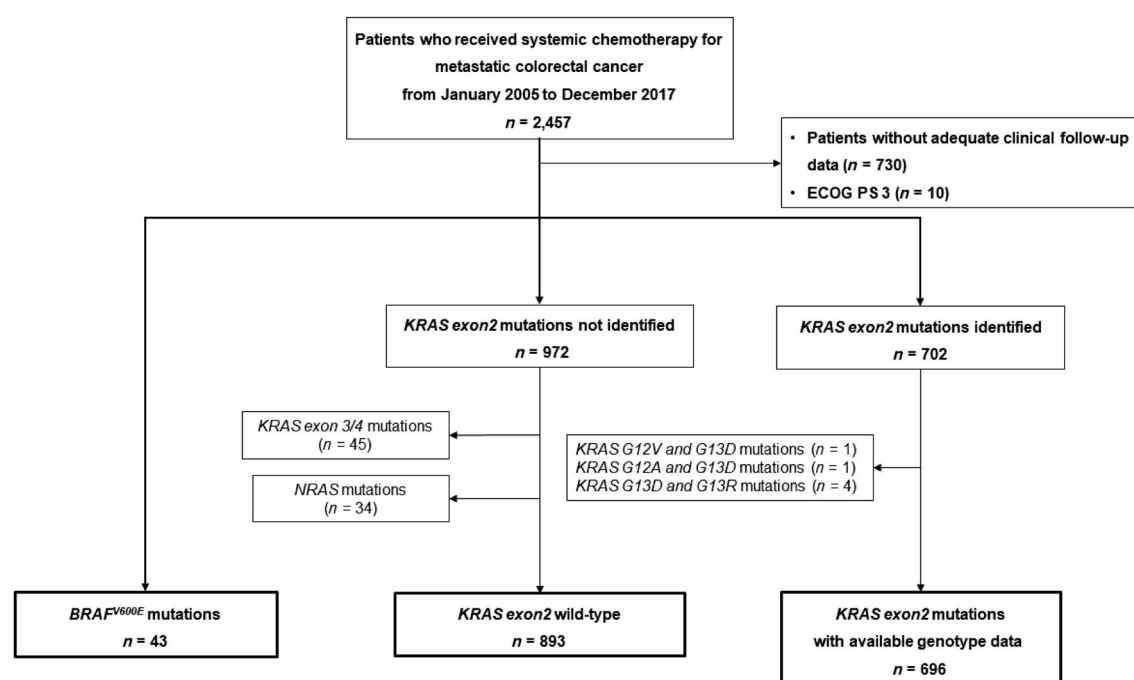 Patients who received systemic chemotherapy for
metastatic colorectal cancer
from January 2005 to December 2017
n = 2,457
• Patients without adequate clinical follow-up
data (n = 730)
• ECOG PS 3 (n = 10)
KRAS exon2 mutations not identified
n = 972
KRAS exon2 mutations identified
n = 702
KRAS exon 3/4 mutations
(n = 45)
NRAS mutations
(n = 34)
KRAS G12V and G13D mutations (n = 1)
KRAS G12A and G13D mutations (n = 1)
KRAS G13D and G13R mutations (n = 4)
BRAFV600E mutations
n = 43
KRAS exon2 wild-type
n = 893
KRAS exon2 mutations
with available genotype data
n = 696